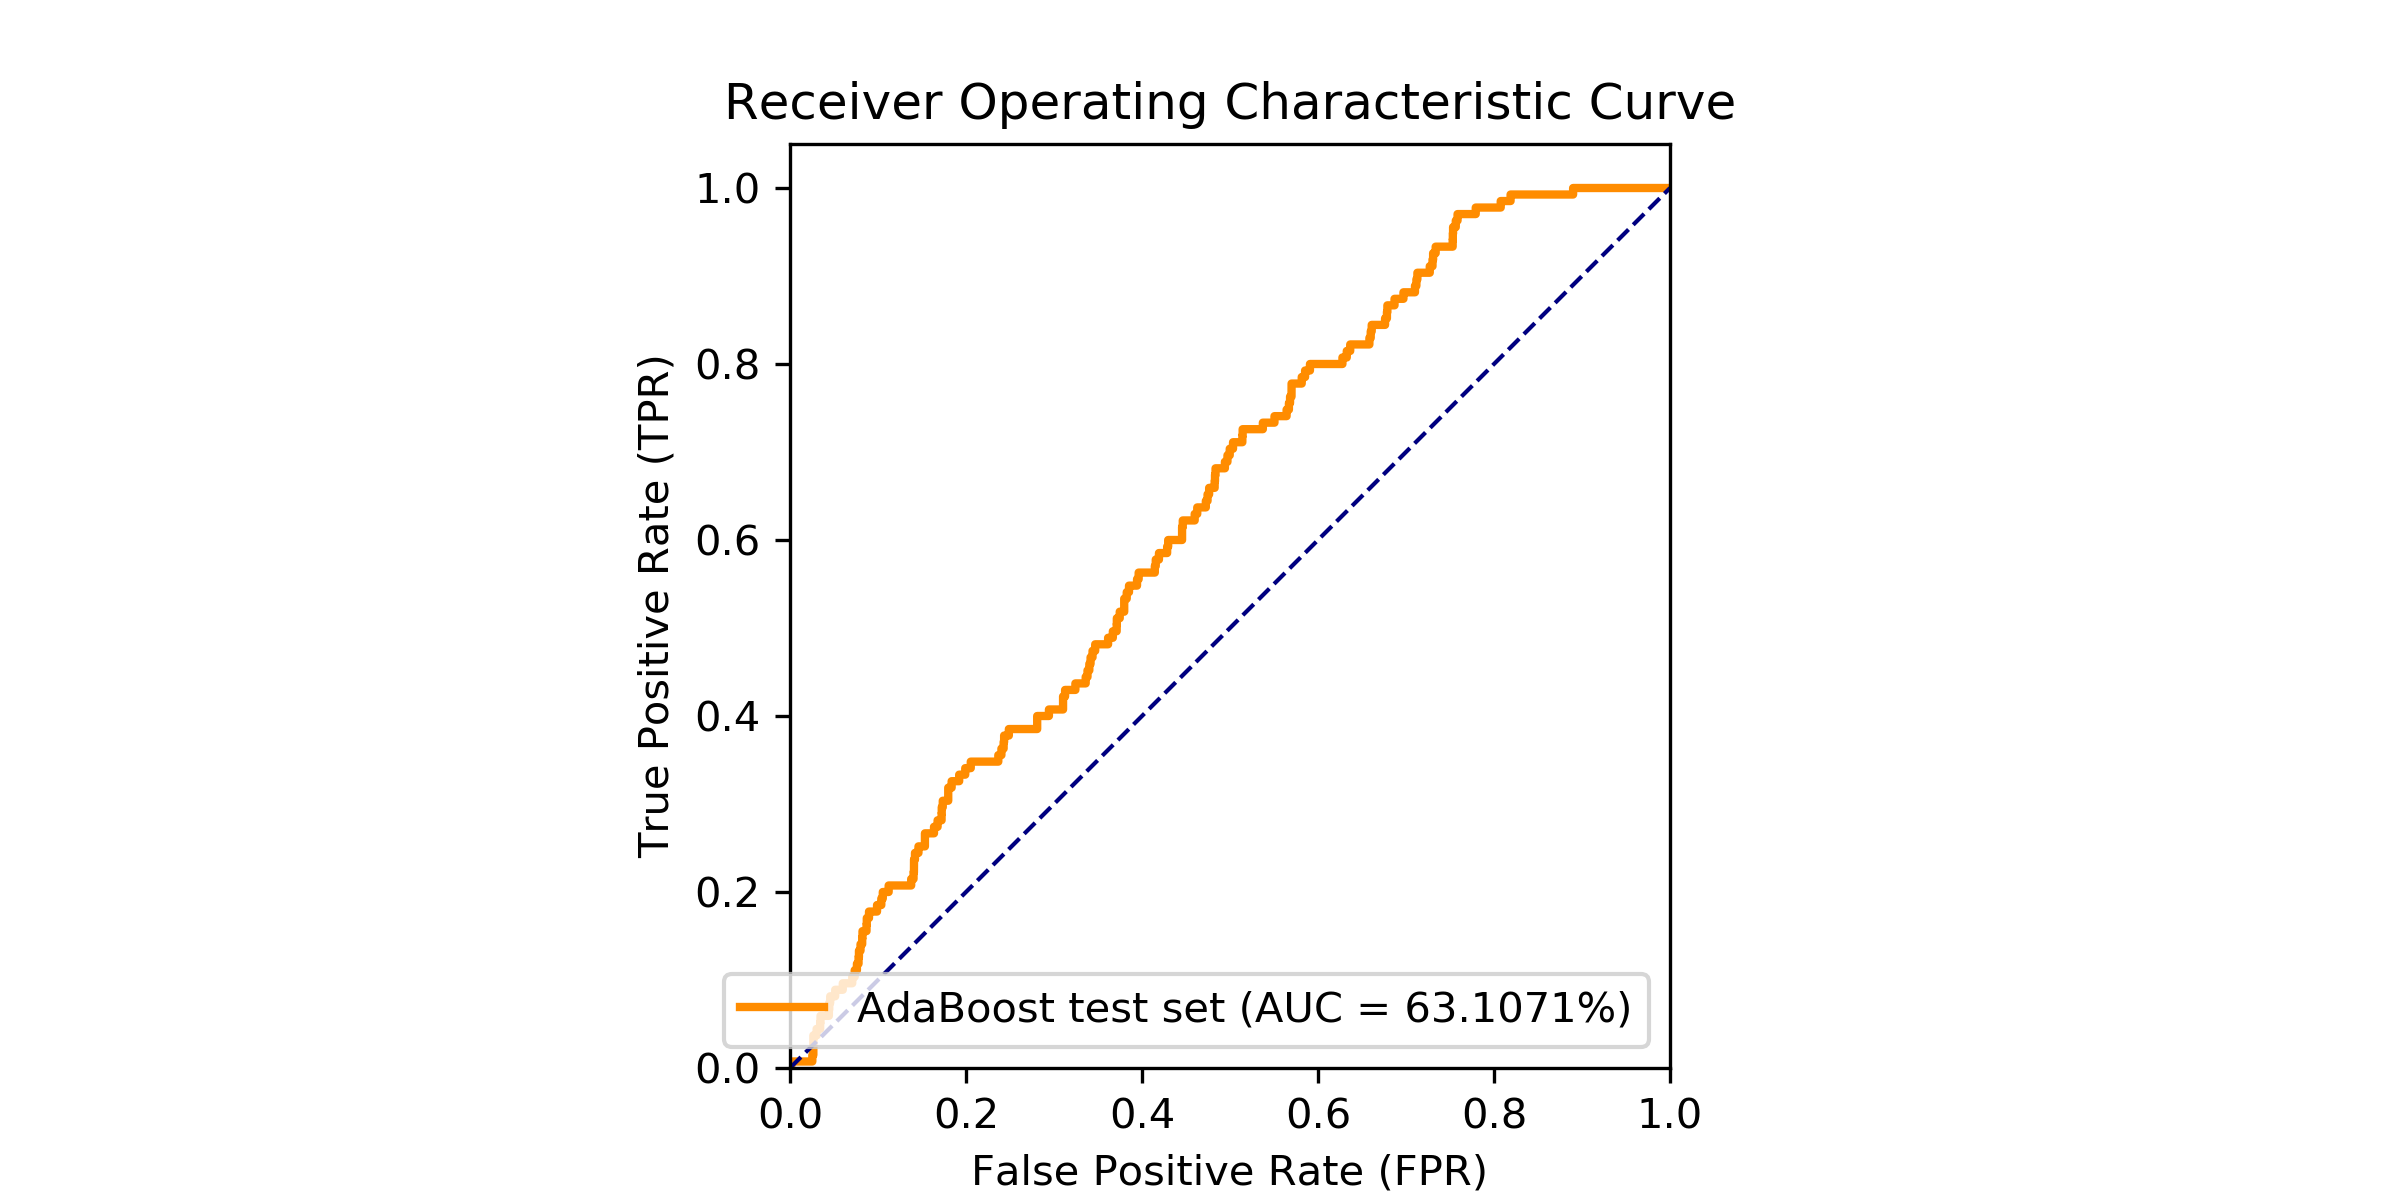 Receiver Operating Characteristic Curve
True Positive Rate (TPR)
1.0
0.8
0.6
0.4
0.2
0.0
AdaBoost test set (AUC = 63.1071%)
0.0 0.2 0.4 0.6 0.8 1.0
False Positive Rate (FPR)